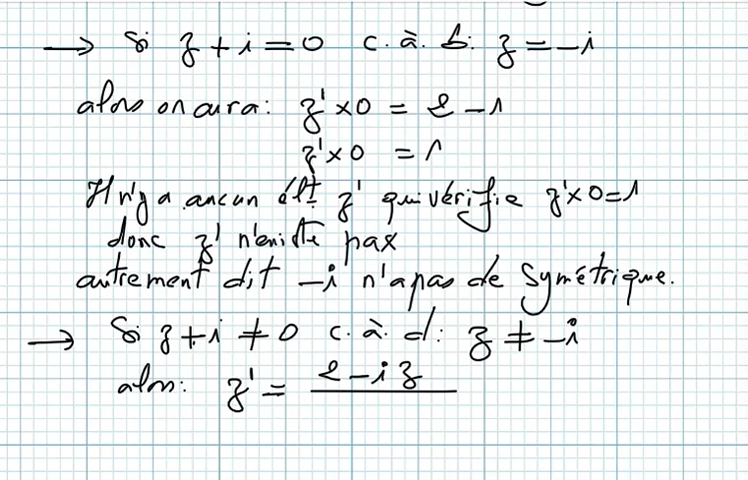 → Si z + i = 0 c. à. d: z = -i
alors on aura: z' × 0 = 2 - 1
z' × 0 = 1
Il n'y a aucun élt z' qui vérifie z' × 0 = 1
donc z' n'existe pas
autrement dit -i n'a pas de symétrique.
→ Si z + i ≠ 0 c. à. d: z ≠ -i
alors: z' = 2 - i z